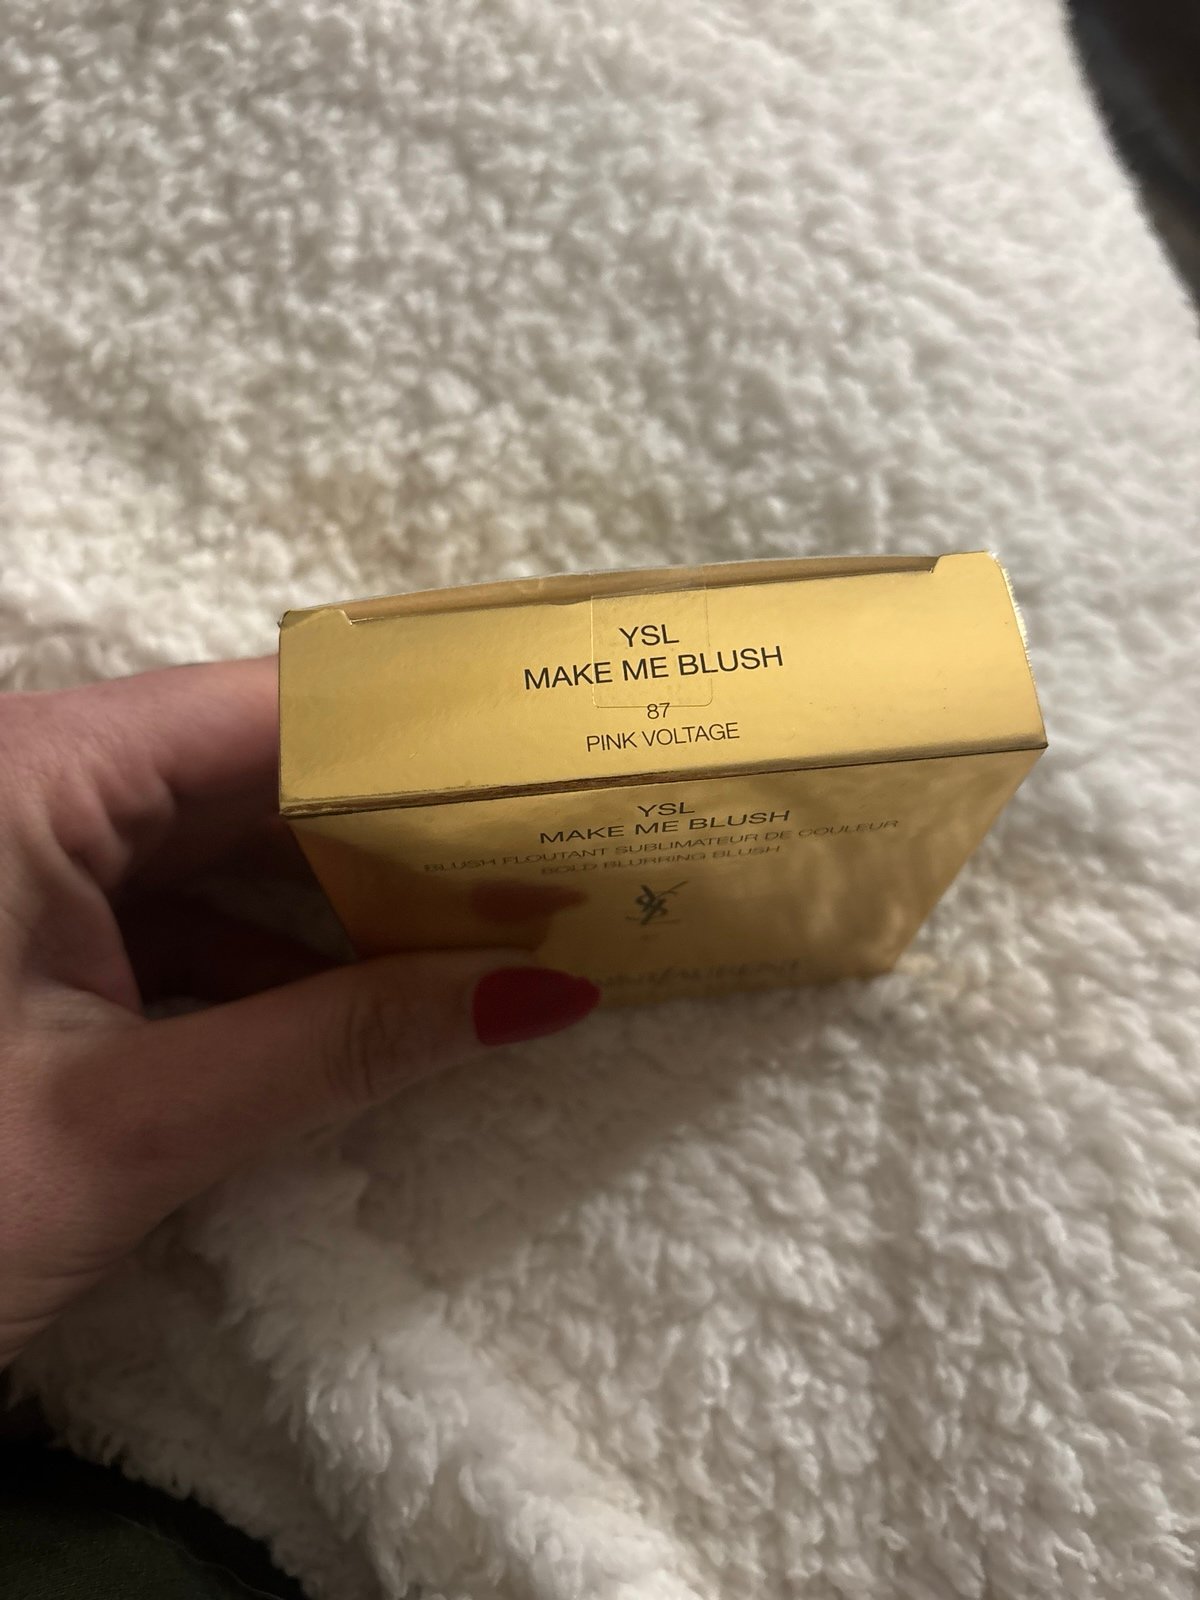 YSL
MAKE ME BLUSH
87
PINK VOLTAGE
YSL
MAKE ME BLUSH
BLUSH FLOUTANT SUBLIMATEUR DE COULEUR
BOLD BLURRING BLUSH
YSL